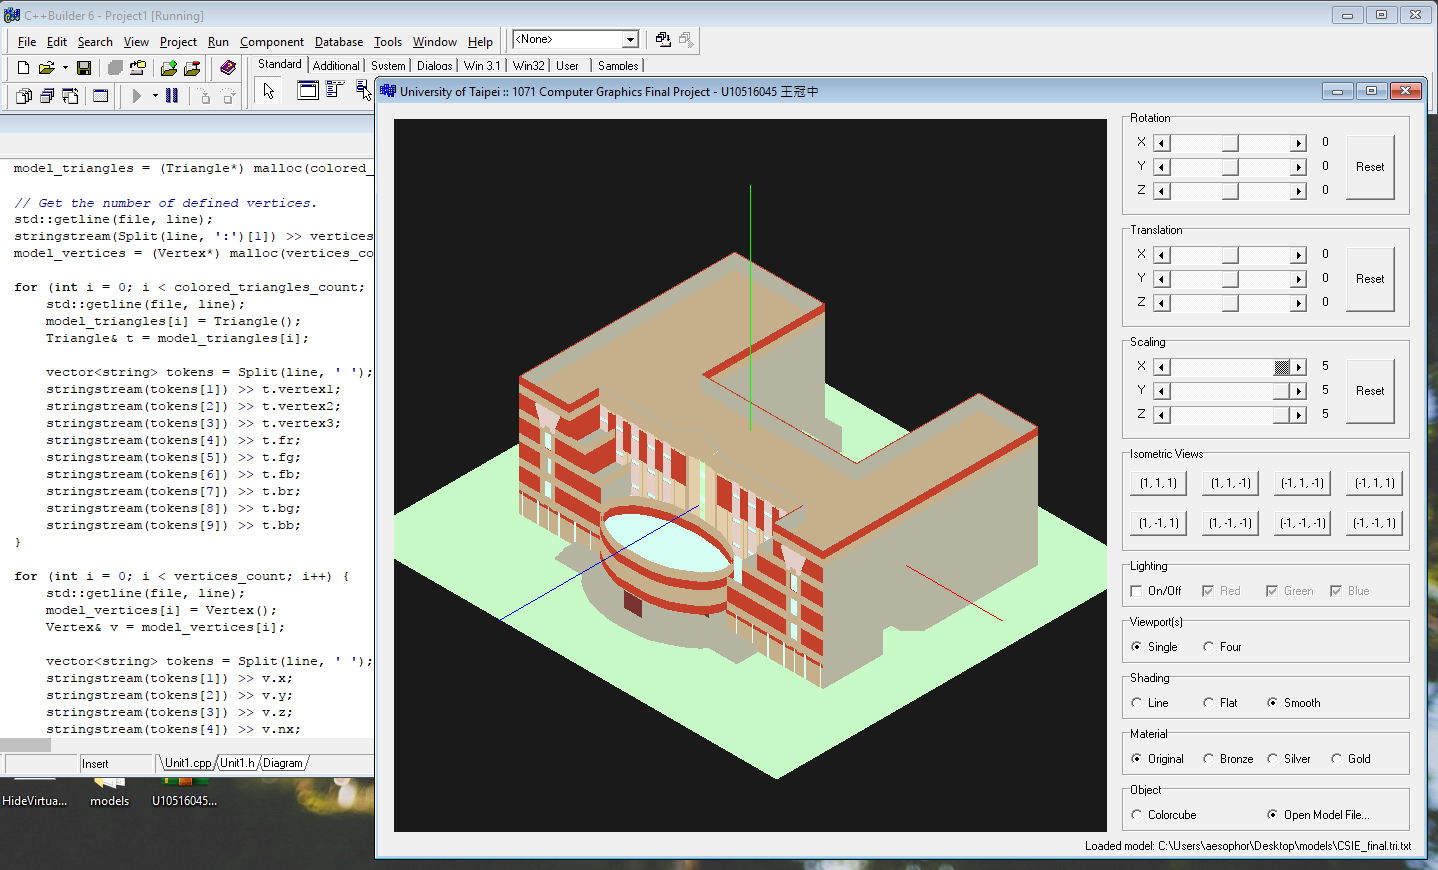 C++Builder 6 - Project1 [Running]
File Edit Search View Project Run Component Database Tools Window Help
<None>
Standard Additional System Dialogs Win 3.1 Win32 User Samples
University of Taipei :: 1071 Computer Graphics Final Project - U10516045 王冠中
model_triangles = (Triangle*) malloc(colored_
// Get the number of defined vertices.
std::getline(file, line);
stringstream(Split(line, ':')[1]) >> vertices
model_vertices = (Vertex*) malloc(vertices_co
for (int i = 0; i < colored_triangles_count;
std::getline(file, line);
model_triangles[i] = Triangle();
Triangle& t = model_triangles[i];
vector<string> tokens = Split(line, ' ');
stringstream(tokens[1]) >> t.vertex1;
stringstream(tokens[2]) >> t.vertex2;
stringstream(tokens[3]) >> t.vertex3;
stringstream(tokens[4]) >> t.fr;
stringstream(tokens[5]) >> t.fg;
stringstream(tokens[6]) >> t.fb;
stringstream(tokens[7]) >> t.br;
stringstream(tokens[8]) >> t.bg;
stringstream(tokens[9]) >> t.bb;
}
for (int i = 0; i < vertices_count; i++) {
std::getline(file, line);
model_vertices[i] = Vertex();
Vertex& v = model_vertices[i];
vector<string> tokens = Split(line, ' ');
stringstream(tokens[1]) >> v.x;
stringstream(tokens[2]) >> v.y;
stringstream(tokens[3]) >> v.z;
stringstream(tokens[4]) >> v.nx;
Insert
Unit1.cpp Unit1.h Diagram
HideVirtua... models U10516045...
Rotation
X 0
Y 0
Z 0
Reset
Translation
X 0
Y 0
Z 0
Reset
Scaling
X 5
Y 5
Z 5
Reset
Isometric Views
(1, 1, 1) (1, 1, -1) (-1, 1, -1) (-1, 1, 1)
(1, -1, 1) (1, -1, -1) (-1, -1, -1) (-1, -1, 1)
Lighting
On/Off Red Green Blue
Viewport(s)
Single Four
Shading
Line Flat Smooth
Material
Original Bronze Silver Gold
Object
Colorcube Open Model File...
Loaded model: C:\Users\aesophor\Desktop\models\CSIE_final.tri.txt